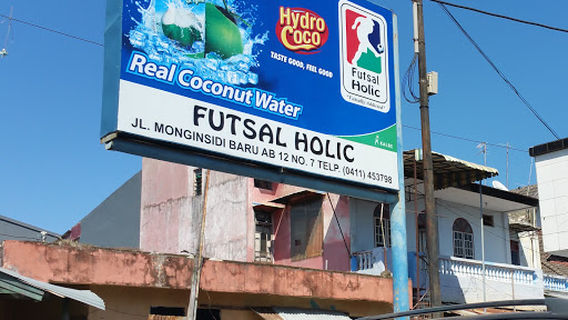 Hydro
Coco
TASTE GOOD, FEEL GOOD
Futsal
Holic
Real Coconut Water
KALBE
FUTSAL HOLIC
JL. MONGINSIDI BARU AB 12 NO. 7 TELP. (0411) 453798